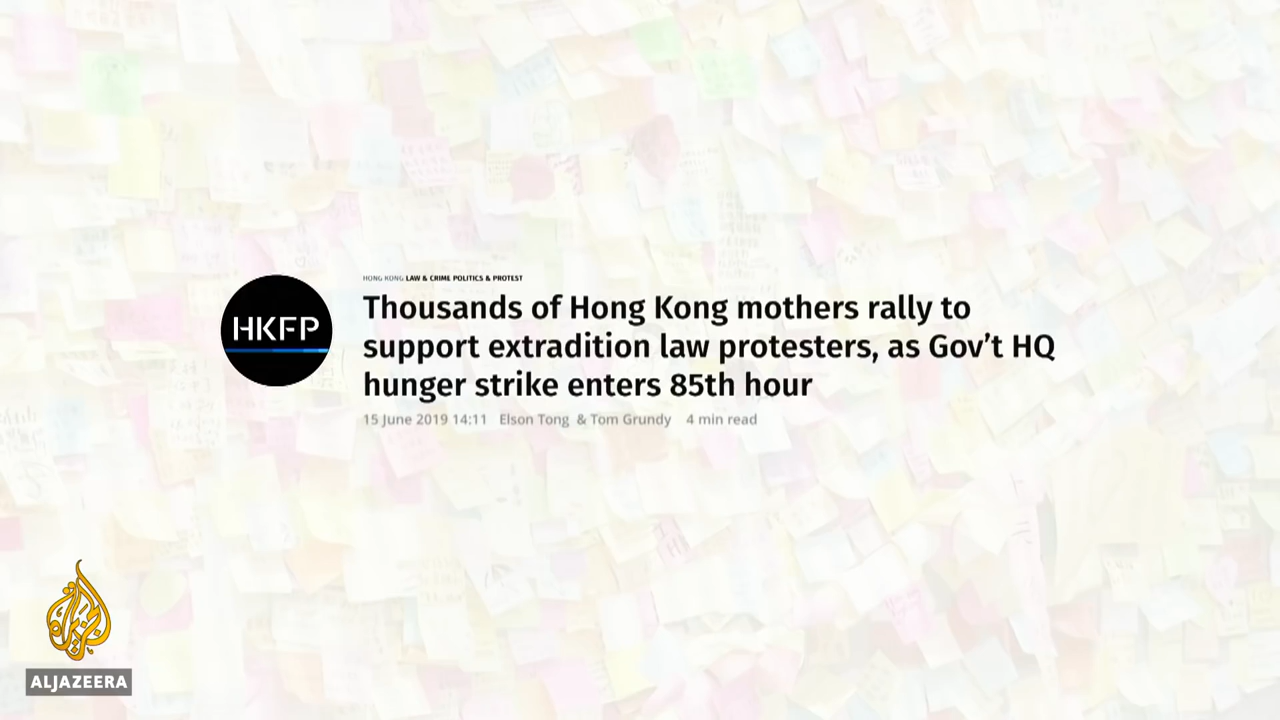 HONG KONG LAW & CRIME POLITICS & PROTEST
HKFP
Thousands of Hong Kong mothers rally to
support extradition law protesters, as Gov’t HQ
hunger strike enters 85th hour
15 June 2019 14:11 Elson Tong & Tom Grundy 4 min read
ALJAZEERA